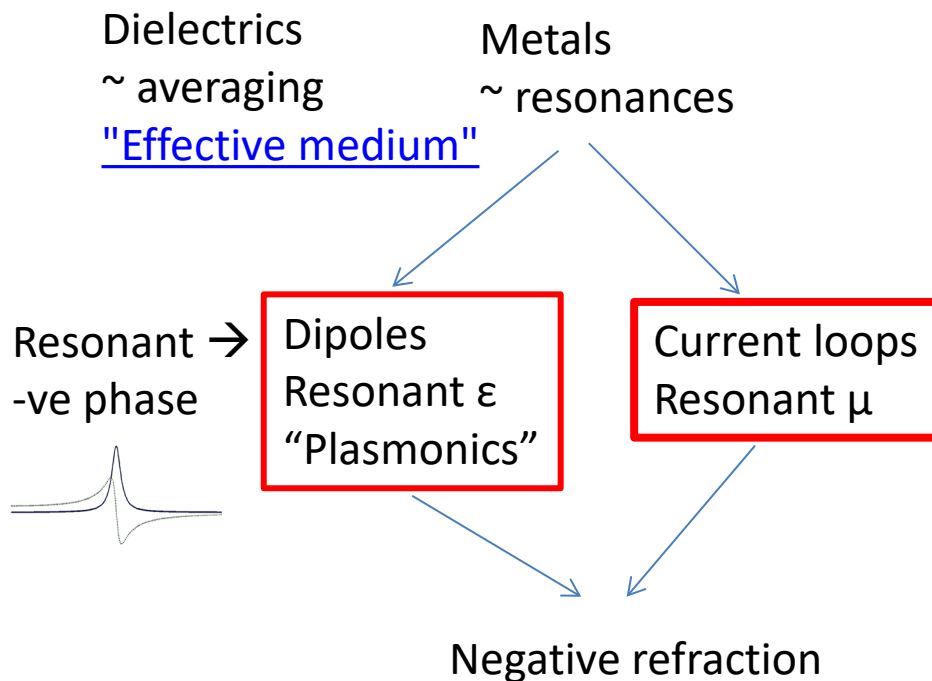 Dielectrics
~ averaging
"Effective medium"
Metals
~ resonances
Resonant →
-ve phase
Dipoles
Resonant ε
“Plasmonics”
Current loops
Resonant μ
Negative refraction